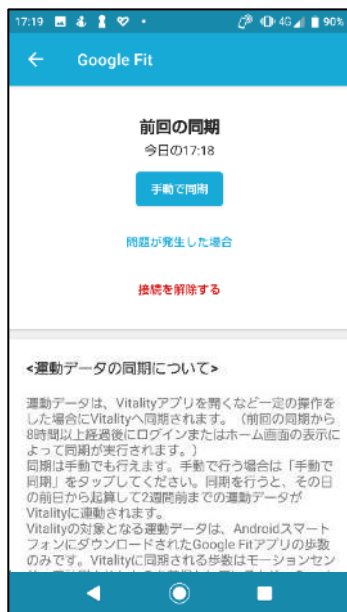 17:19 4G 90%
Google Fit
前回の同期
今日の17:18
手動で同期
問題が発生した場合
接続を解除する
<運動データの同期について>
運動データは、Vitalityアプリを開くなど一定の操作を
した場合にVitalityへ同期されます。（前回の同期から
8時間以上経過後にログインまたはホーム画面の表示に
よって同期が実行されます。）
同期は手動でも行えます。手動で行う場合は「手動で
同期」をタップしてください。同期を行うと、その日
の前日から起算して2週間前までの運動データが
Vitalityに連動されます。
Vitalityの対象となる運動データは、Androidスマート
フォンにダウンロードされたGoogle Fitアプリの歩数
のみです。Vitalityに同期される歩数はモーションセン